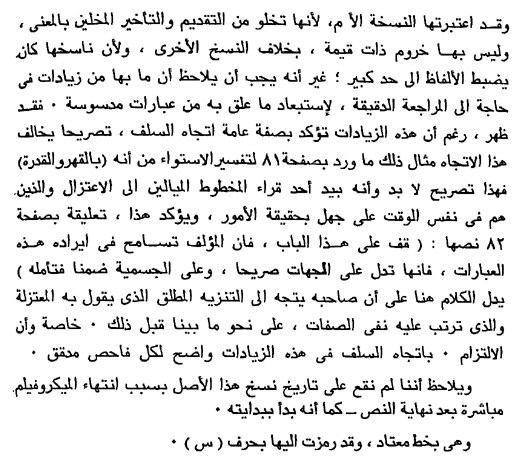 وقد اعتبرتها النسخة الأم، لأنها تخلو من التقديم والتأخير المخلين بالمعنى ،
وليس بها خروم ذات قيمة ، بخلاف النسخ الأخرى ، ولأن ناسخها كان
يضبط الألفاظ الى حد كبير ؛ غير أنه يجب أن يلاحظ أن ما بها من زيادات فى
حاجة الى المراجعة الدقيقة ، لإستبعاد ما علق به من عبارات مدسوسة ٠ فقد
ظهر ، رغم أن هذه الزيادات تؤكد بصفة عامة اتجاه السلف ، تصريحا يخالف
هذا الاتجاه مثال ذلك ما ورد بصفحة ٨١ لتفسير الاستواء من أنه (بالقهر والقدرة)
فهذا تصريح لا بد وأنه بيد أحد قراء المخطوط الميالين الى الاعتزال والذين
هم فى نفس الوقت على جهل بحقيقة الأمور ، ويؤكد هذا ، تعليقة بصفحة
٨٢ نصها : ( قف على هذا الباب ، فان المؤلف تسامح فى ايراده هذه
العبارات ، فانها تدل على الجهات صريحا ، وعلى الجسمية ضمنا فتأمله )
يدل الكلام هنا على أن صاحبه يتجه الى التنزيه المطلق الذى يقول به المعتزلة
والذى ترتب عليه نفى الصفات ، على نحو ما بينا قبل ذلك ٠ خاصة وأن
الالتزام ٠ باتجاه السلف فى هذه الزيادات واضح لكل فاحص مدقق ٠
ويلاحظ أننا لم نقع على تاريخ نسخ هذا الأصل بسبب انتهاء الميكروفيلم
مباشرة بعد نهاية النص ــ كما أنه بدأ ببدايته ٠
وهى بخط معتاد ، وقد رمزت اليها بحرف ( س ) ٠